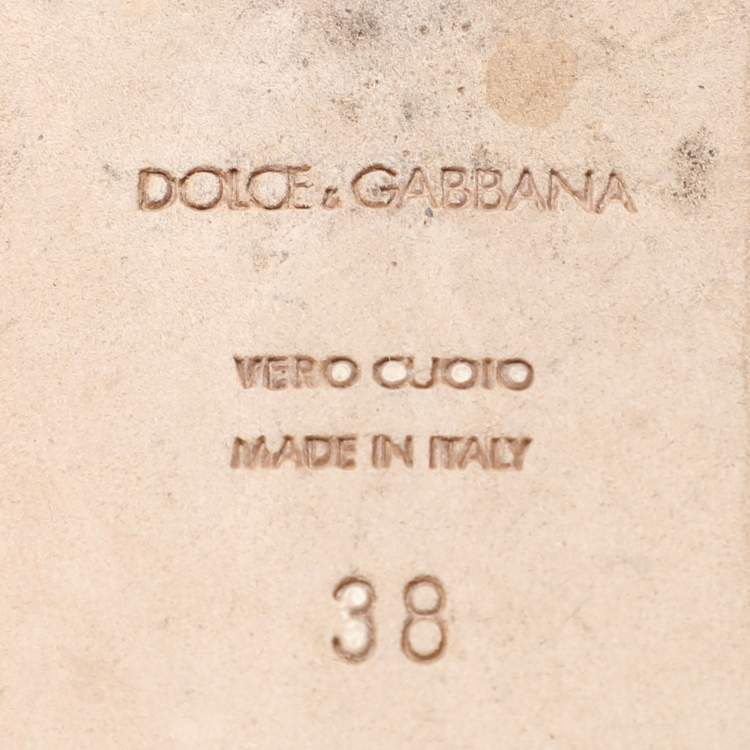 DOLCE & GABBANA
VERO CUOIO
MADE IN ITALY
38